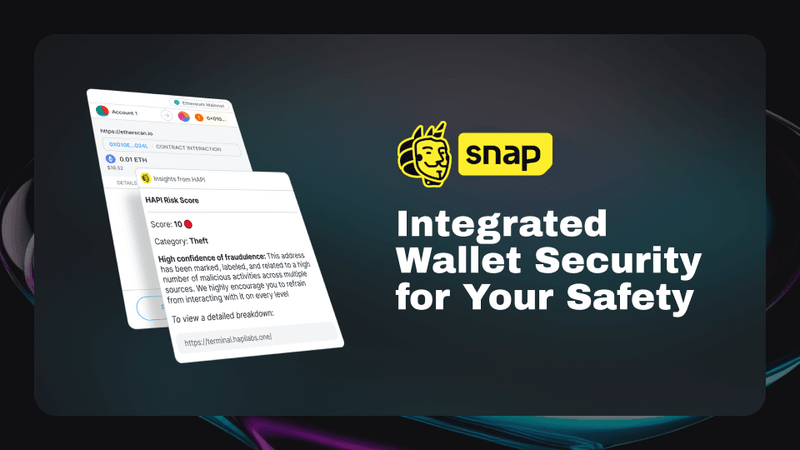 Ethereum Mainnet
Account 1
0x010...
https://etherscan.io
0X010E...024L
CONTRACT INTERACTION
0.01 ETH
$16.52
DETAILS
Insights from HAPI
HAPI Risk Score
Score: 10
Category: Theft
High confidence of fraudulence: This address
has been marked, labeled, and related to a high
number of malicious activities across multiple
sources. We highly encourage you to refrain
from interacting with it on every level
To view a detailed breakdown:
https://terminal.hapilabs.one/
snap
Integrated
Wallet Security
for Your Safety